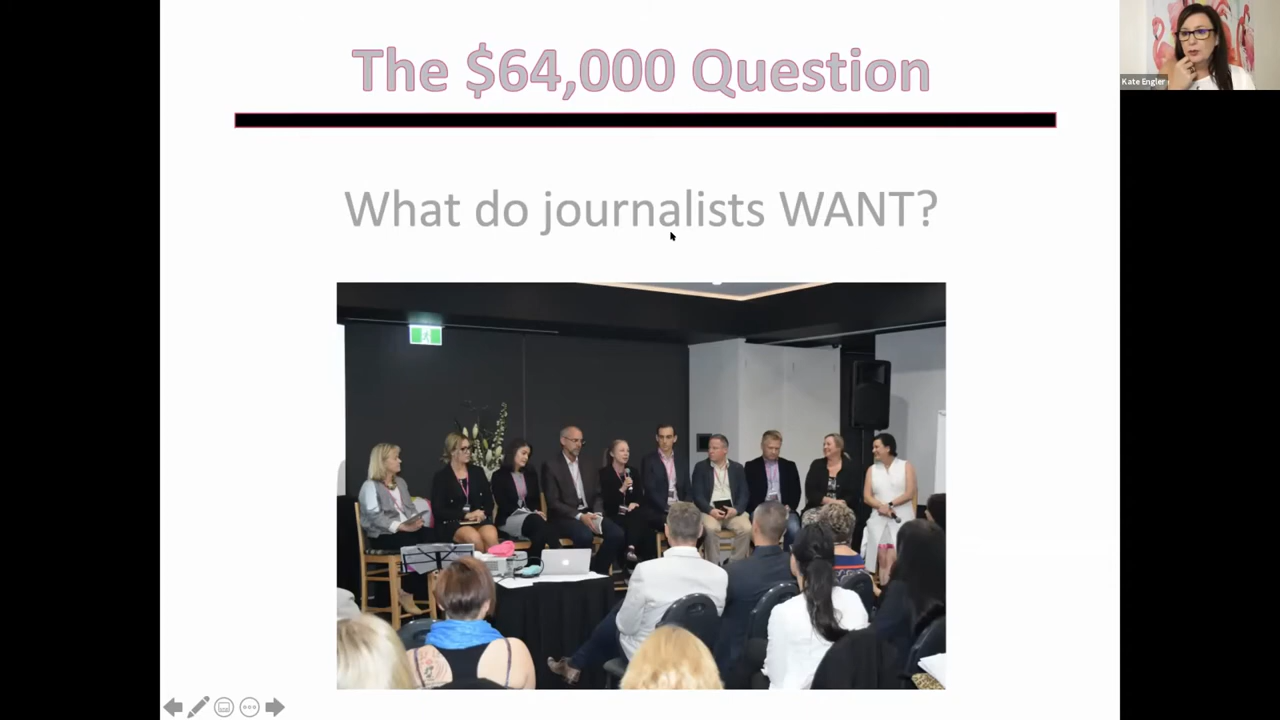 The $64,000 Question
Kate Engler
What do journalists WANT?